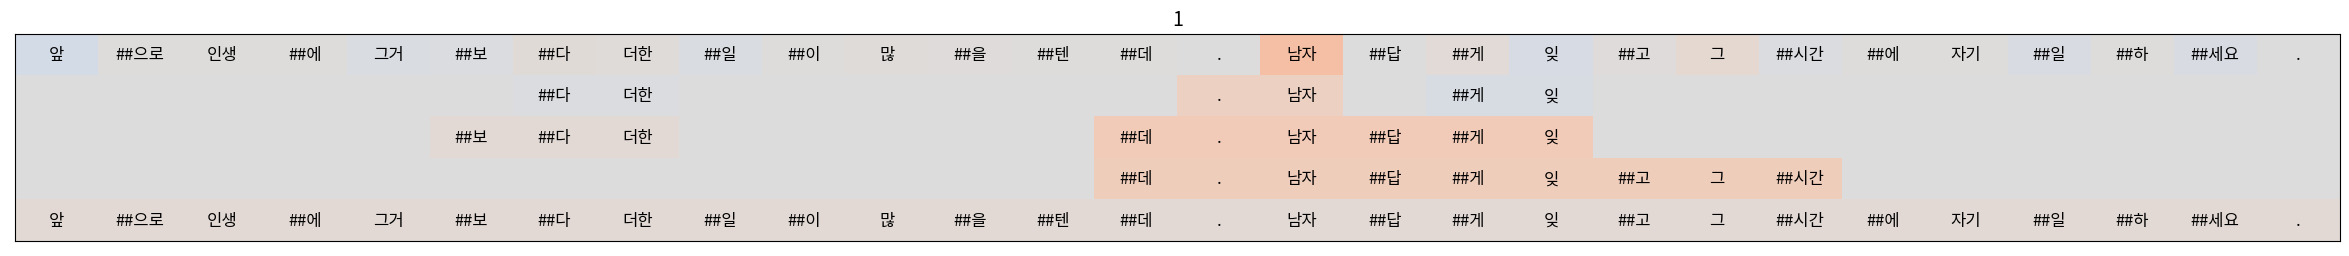 1
앞 ##으로 인생 ##에 그거 ##보 ##다 더한 ##일 ##이 많 ##을 ##텐 ##데 . 남자 ##답 ##게 잊 ##고 그 ##시간 ##에 자기 ##일 ##하 ##세요 .
##다 더한 . 남자 ##게 잊
##보 ##다 더한 ##데 . 남자 ##답 ##게 잊
##데 . 남자 ##답 ##게 잊 ##고 그 ##시간
앞 ##으로 인생 ##에 그거 ##보 ##다 더한 ##일 ##이 많 ##을 ##텐 ##데 . 남자 ##답 ##게 잊 ##고 그 ##시간 ##에 자기 ##일 ##하 ##세요 .